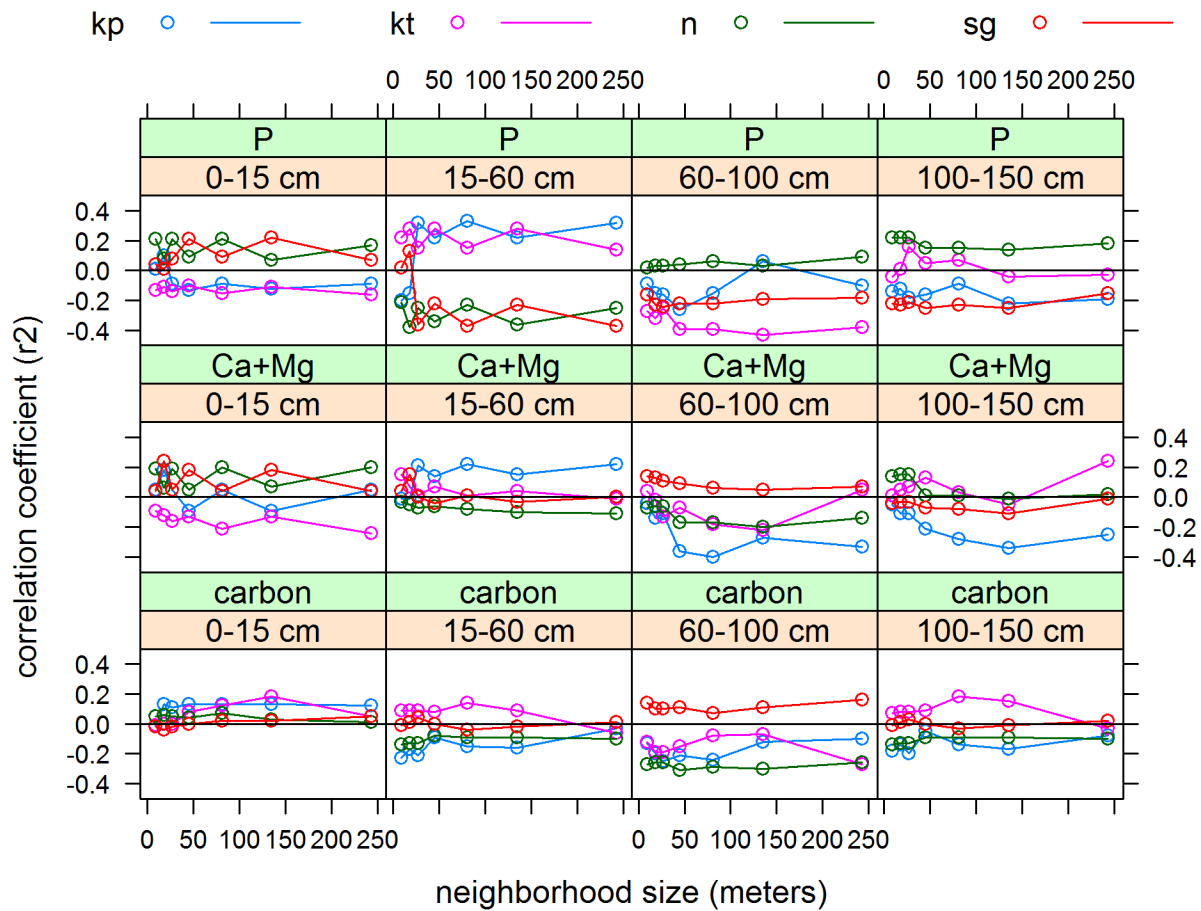 kp kt n sg
0 50 100 150 200 250 0 50 100 150 200 250
P P P P
0-15 cm 15-60 cm 60-100 cm 100-150 cm
0.4
0.2
0.0
-0.2
-0.4
Ca+Mg Ca+Mg Ca+Mg Ca+Mg
0-15 cm 15-60 cm 60-100 cm 100-150 cm
0.4
0.2
0.0
-0.2
-0.4
carbon carbon carbon carbon
0-15 cm 15-60 cm 60-100 cm 100-150 cm
0.4
0.2
0.0
-0.2
-0.4
0 50 100 150 200 250 0 50 100 150 200 250
correlation coefficient (r2)
neighborhood size (meters)